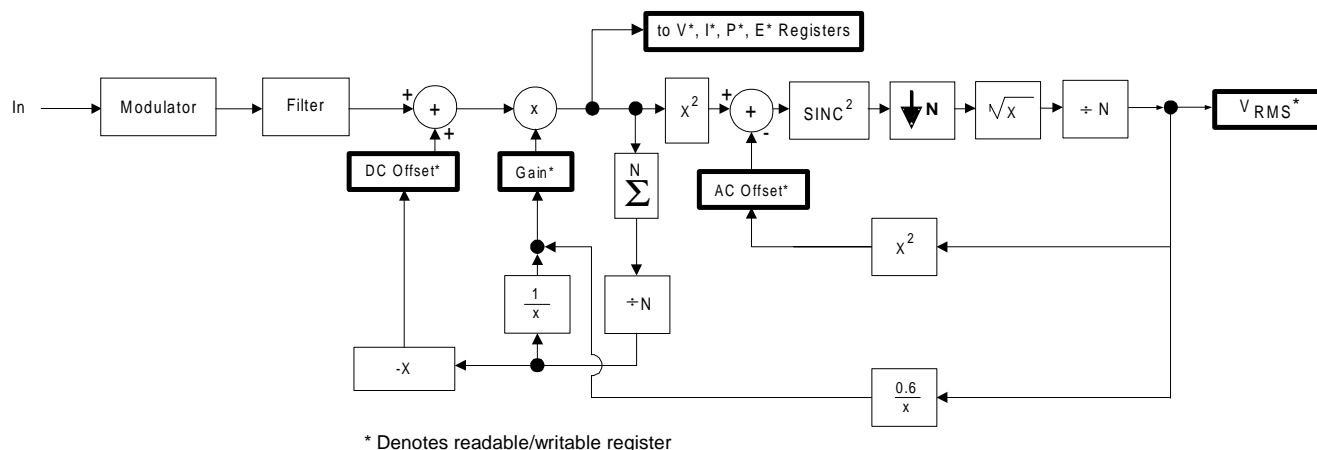 to V*, I*, P*, E* Registers
In
Modulator
Filter
+
+
+
x
X²
+
+
-
SINC²
N
√X
÷ N
V RMS*
DC Offset*
Gain*
N
Σ
AC Offset*
X²
1
x
÷N
-X
0.6
x
* Denotes readable/writable register